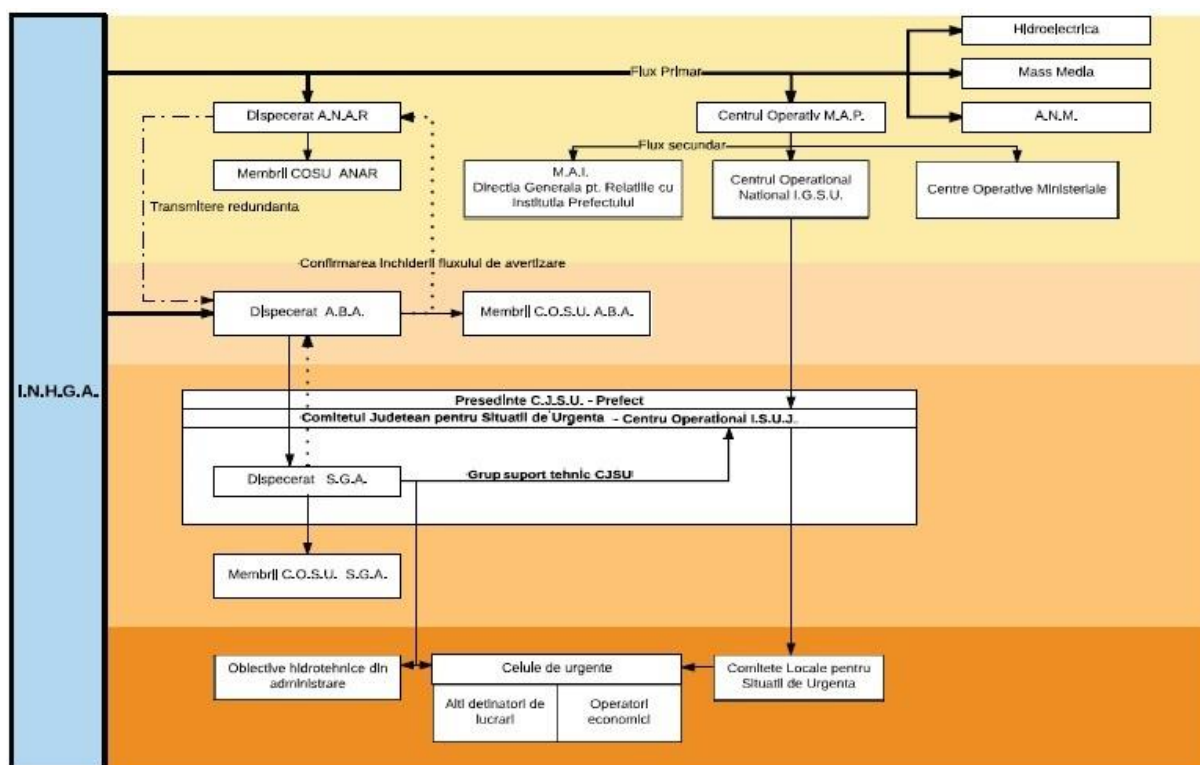 Hidroelectrica
Flux Primar
Mass Media
Dispecerat A.N.A.R
Centrul Operativ M.A.P.
A.N.M.
Flux secundar
Membrii COSU ANAR
M.A.I.
Directia Generala pt. Relatiile cu
Institutia Prefectului
Centrul Operational
National I.G.S.U.
Centre Operative Ministeriale
Transmitere redundanta
Confirmarea inchiderii fluxului de avertizare
Dispecerat A.B.A.
Membrii C.O.S.U. A.B.A.
I.N.H.G.A.
Presedinte C.J.S.U. - Prefect
Comitetul Judetean pentru Situatii de Urgenta - Centru Operational I.S.U.J.
Dispecerat S.G.A.
Grup suport tehnic CJSU
Membrii C.O.S.U. S.G.A.
Obiective hidrotehnice din
administrare
Celule de urgente
Comitete Locale pentru
Situatii de Urgenta
Alti detinatori de
lucrari
Operatori
economici